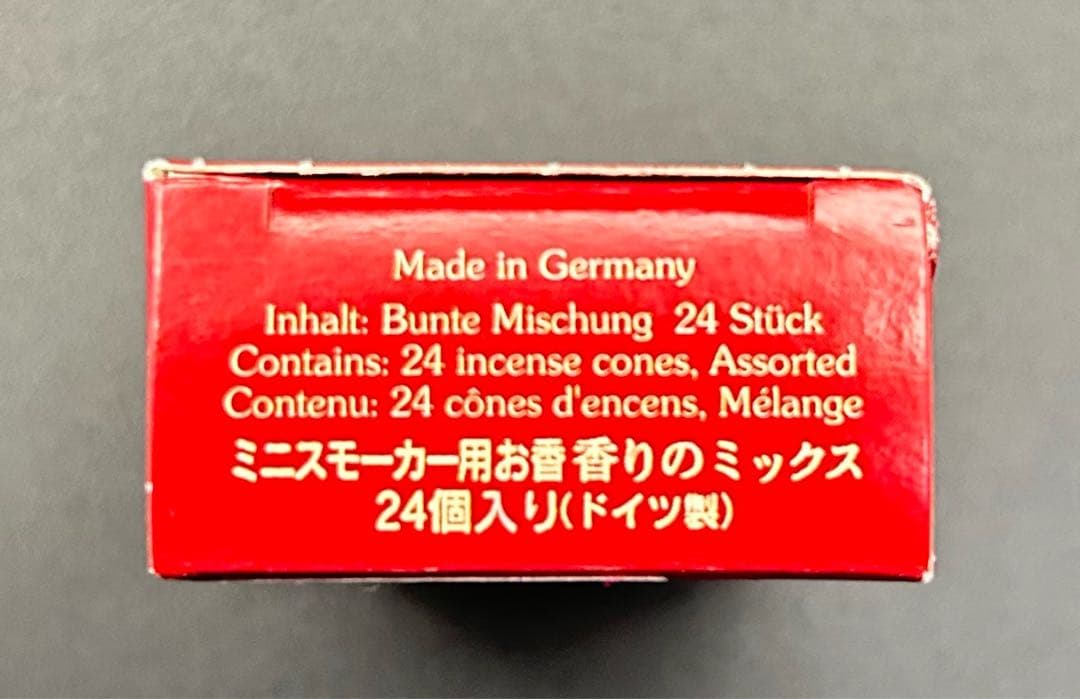 Made in Germany
Inhalt: Bunte Mischung 24 Stück
Contains: 24 incense cones, Assorted
Contenu: 24 cônes d'encens, Mélange
ミニスモーカー用お香 香りのミックス
24個入り(ドイツ製)